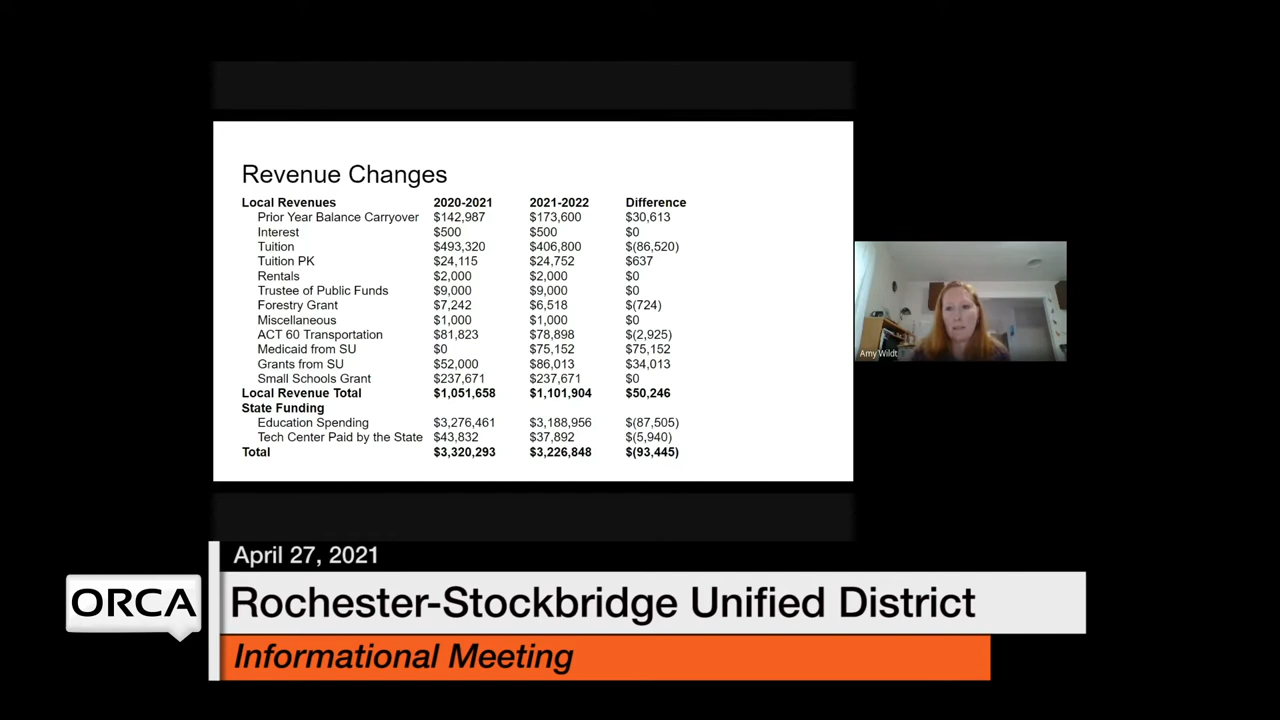 Revenue Changes
Local Revenues 2020-2021 2021-2022 Difference
Prior Year Balance Carryover $142,987 $173,600 $30,613
Interest $500 $500 $0
Tuition $493,320 $406,800 $(86,520)
Tuition PK $24,115 $24,752 $637
Rentals $2,000 $2,000 $0
Trustee of Public Funds $9,000 $9,000 $0
Forestry Grant $7,242 $6,518 $(724)
Miscellaneous $1,000 $1,000 $0
ACT 60 Transportation $81,823 $78,898 $(2,925)
Medicaid from SU $0 $75,152 $75,152
Grants from SU $52,000 $86,013 $34,013
Small Schools Grant $237,671 $237,671 $0
Local Revenue Total $1,051,658 $1,101,904 $50,246
State Funding
Education Spending $3,276,461 $3,188,956 $(87,505)
Tech Center Paid by the State $43,832 $37,892 $(5,940)
Total $3,320,293 $3,226,848 $(93,445)
Amy Wildt
April 27, 2021
ORCA
Rochester-Stockbridge Unified District
Informational Meeting